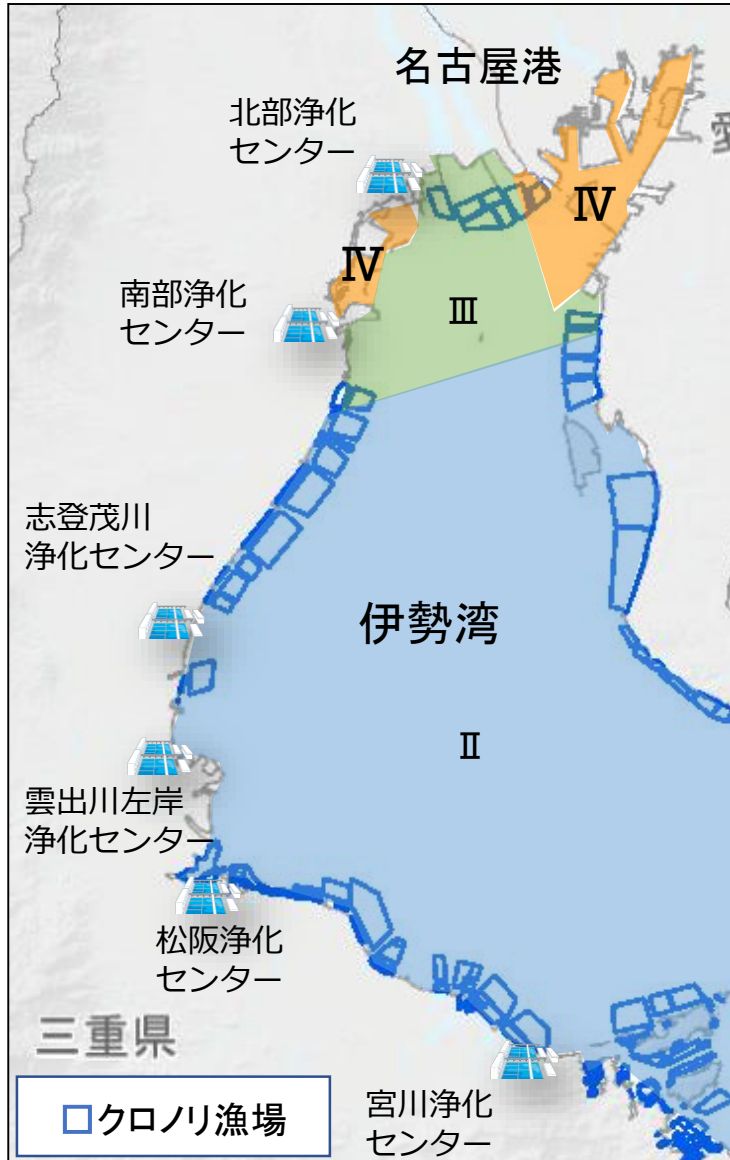 名古屋港
北部浄化
センター
愛
Ⅳ
Ⅳ
南部浄化
センター
Ⅲ
志登茂川
浄化センター
伊勢湾
Ⅱ
雲出川左岸
浄化センター
松阪浄化
センター
三重県
クロノリ漁場
宮川浄化
センター